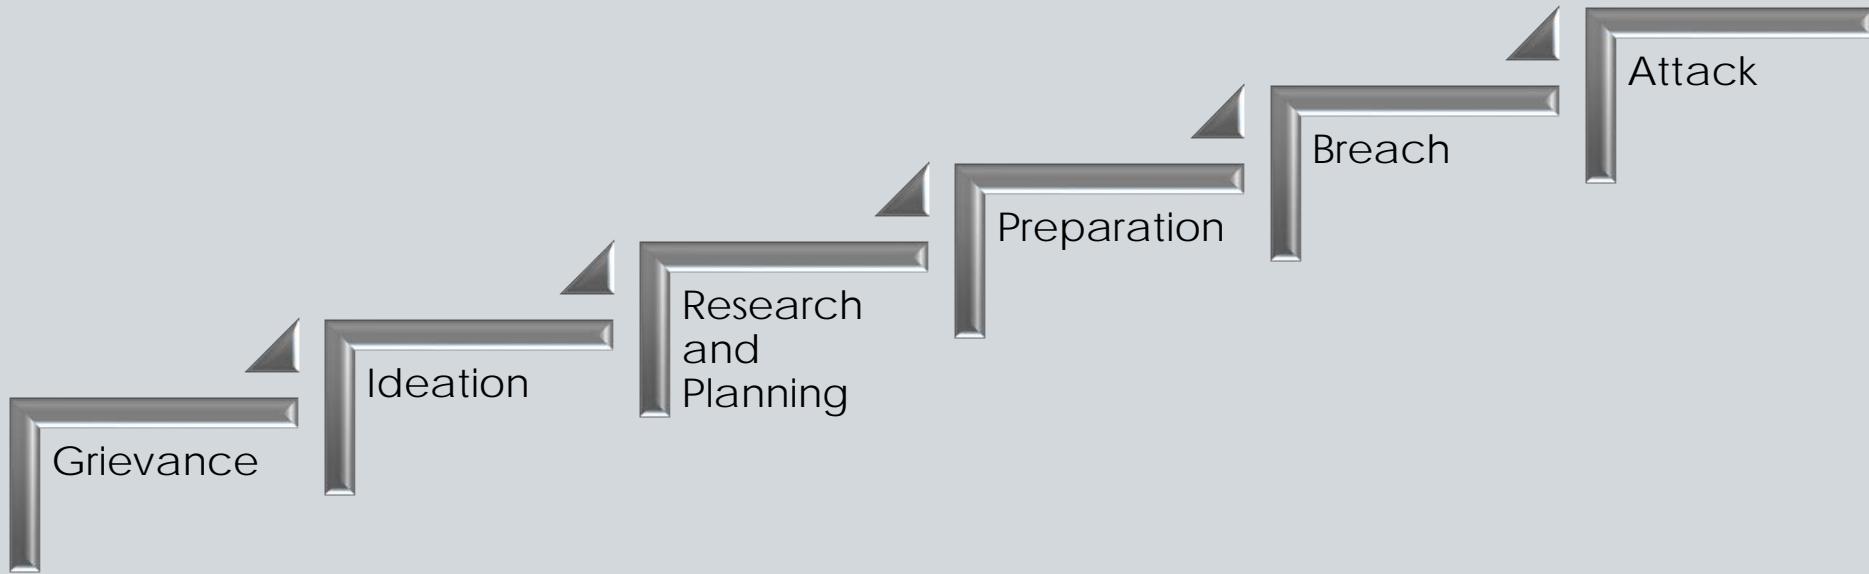 Grievance
Ideation
Research
and
Planning
Preparation
Breach
Attack